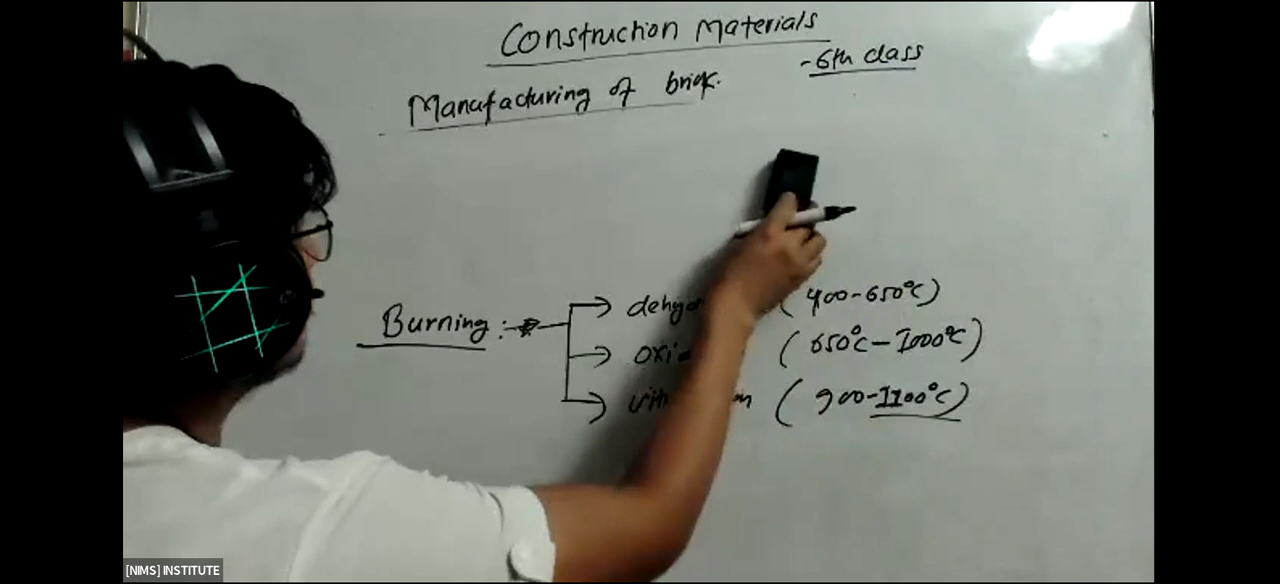 Construction Materials
-6th class
Manufacturing of brick.
Burning :→
→ (400-650°C)
→ (650°C-1000°C)
→ (900-1100°C)
[NIMS] INSTITUTE